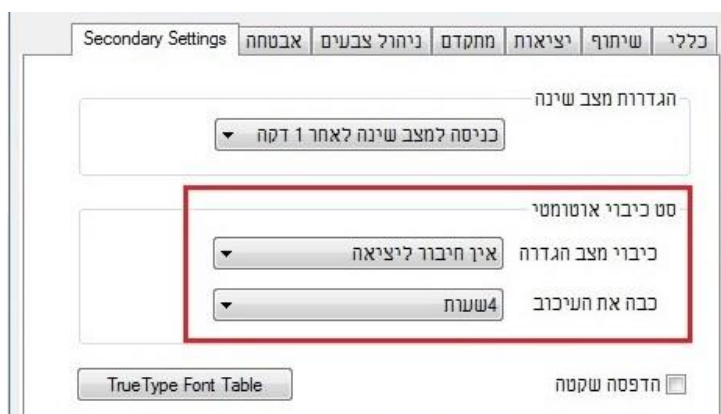 כללי שיתוף יציאות מתקדם ניהול צבעים אבטחה Secondary Settings
הגדרות מצב שינה
כניסה למצב שינה לאחר 1 דקה
סט כיבוי אוטומטי
כיבוי מצב הגדרה אין חיבור ליציאה
כבה את העיכוב 4שעות
הדפסה שקטה TrueType Font Table